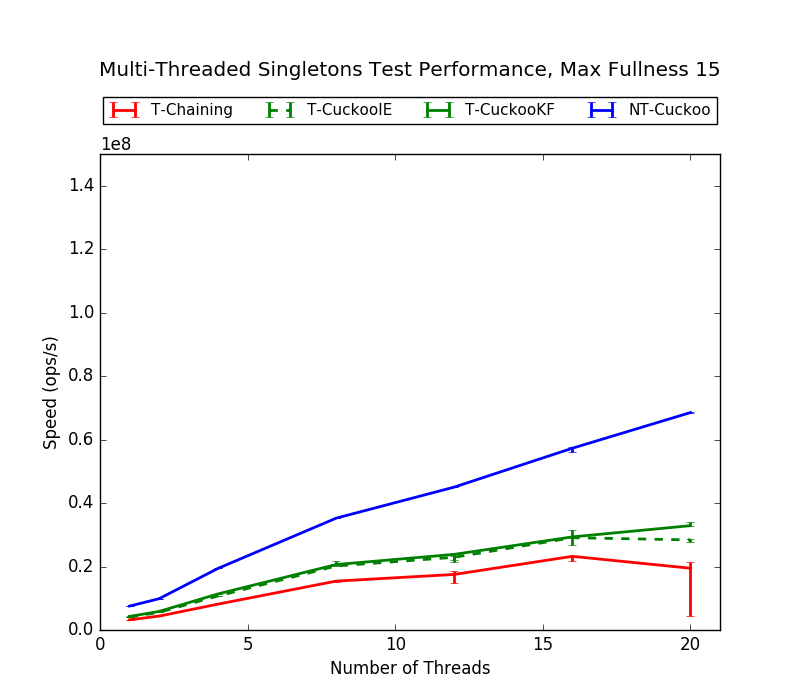 Multi-Threaded Singletons Test Performance, Max Fullness 15
T-Chaining T-CuckooIE T-CuckooKF NT-Cuckoo
1e8
1.4
1.2
1.0
0.8
0.6
0.4
0.2
0.0
Speed (ops/s)
0 5 10 15 20
Number of Threads